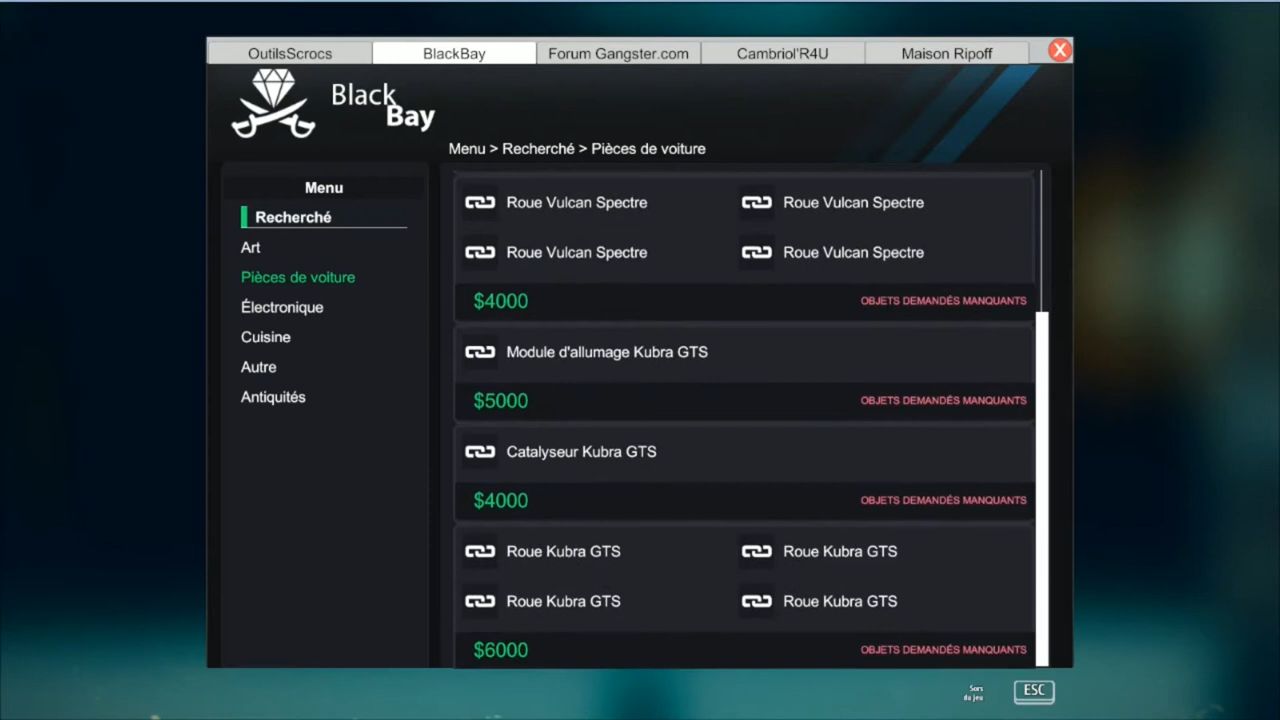 OutilsScrocs BlackBay Forum Gangster.com Cambriol'R4U Maison Ripoff X
Black
Bay
Menu > Recherché > Pièces de voiture
Menu
Recherché
Art
Pièces de voiture
Électronique
Cuisine
Autre
Antiquités
Roue Vulcan Spectre Roue Vulcan Spectre
Roue Vulcan Spectre Roue Vulcan Spectre
$4000 OBJETS DEMANDÉS MANQUANTS
Module d'allumage Kubra GTS
$5000 OBJETS DEMANDÉS MANQUANTS
Catalyseur Kubra GTS
$4000 OBJETS DEMANDÉS MANQUANTS
Roue Kubra GTS Roue Kubra GTS
Roue Kubra GTS Roue Kubra GTS
$6000 OBJETS DEMANDÉS MANQUANTS
Sors
du jeu
ESC